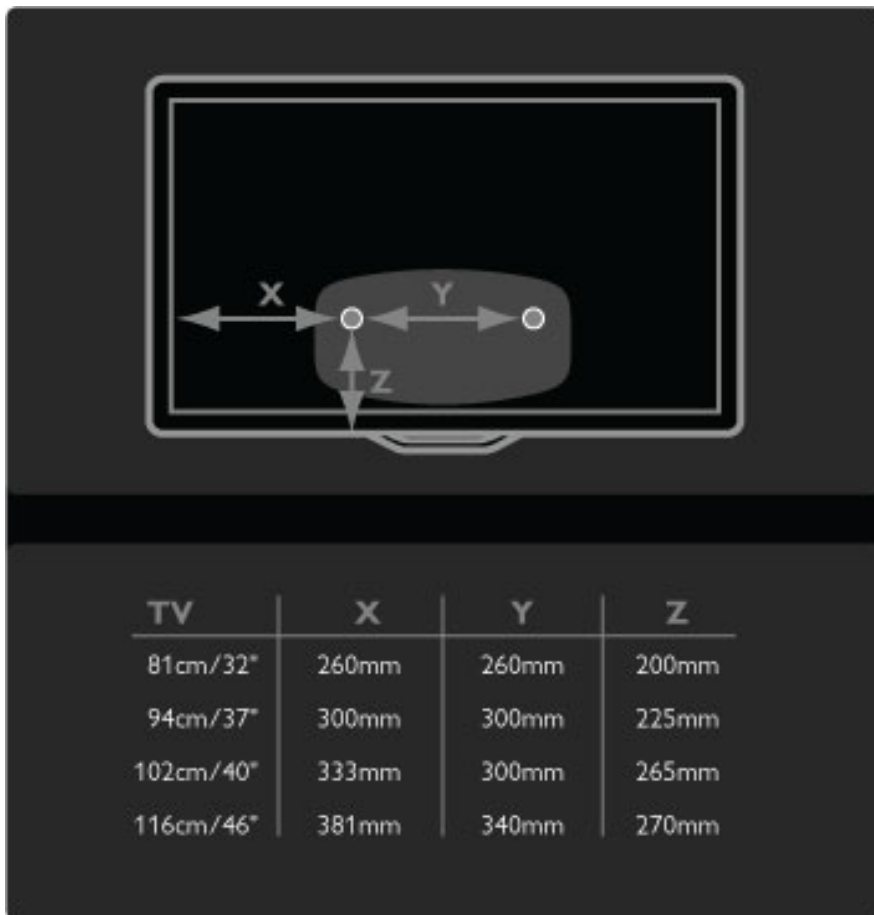 X Y
Z
TV X Y Z
81cm/32" 260mm 260mm 200mm
94cm/37" 300mm 300mm 225mm
102cm/40" 333mm 300mm 265mm
116cm/46" 381mm 340mm 270mm